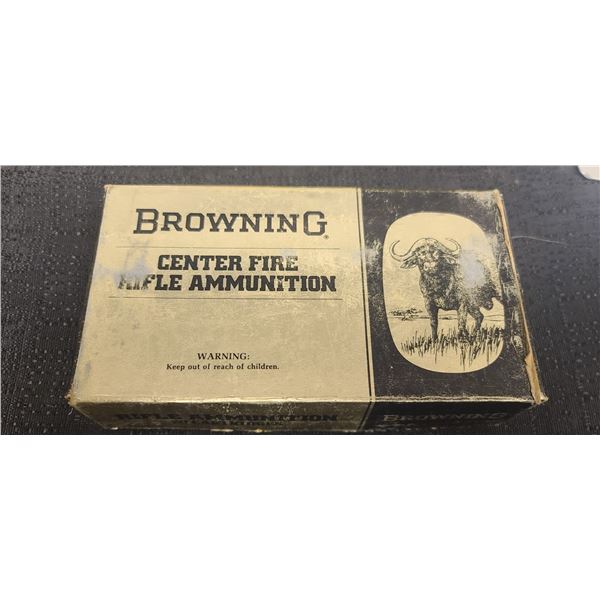 BROWNING®
CENTER FIRE
RIFLE AMMUNITION
WARNING:
Keep out of reach of children.
RIFLE AMMUNITION
BROWNING